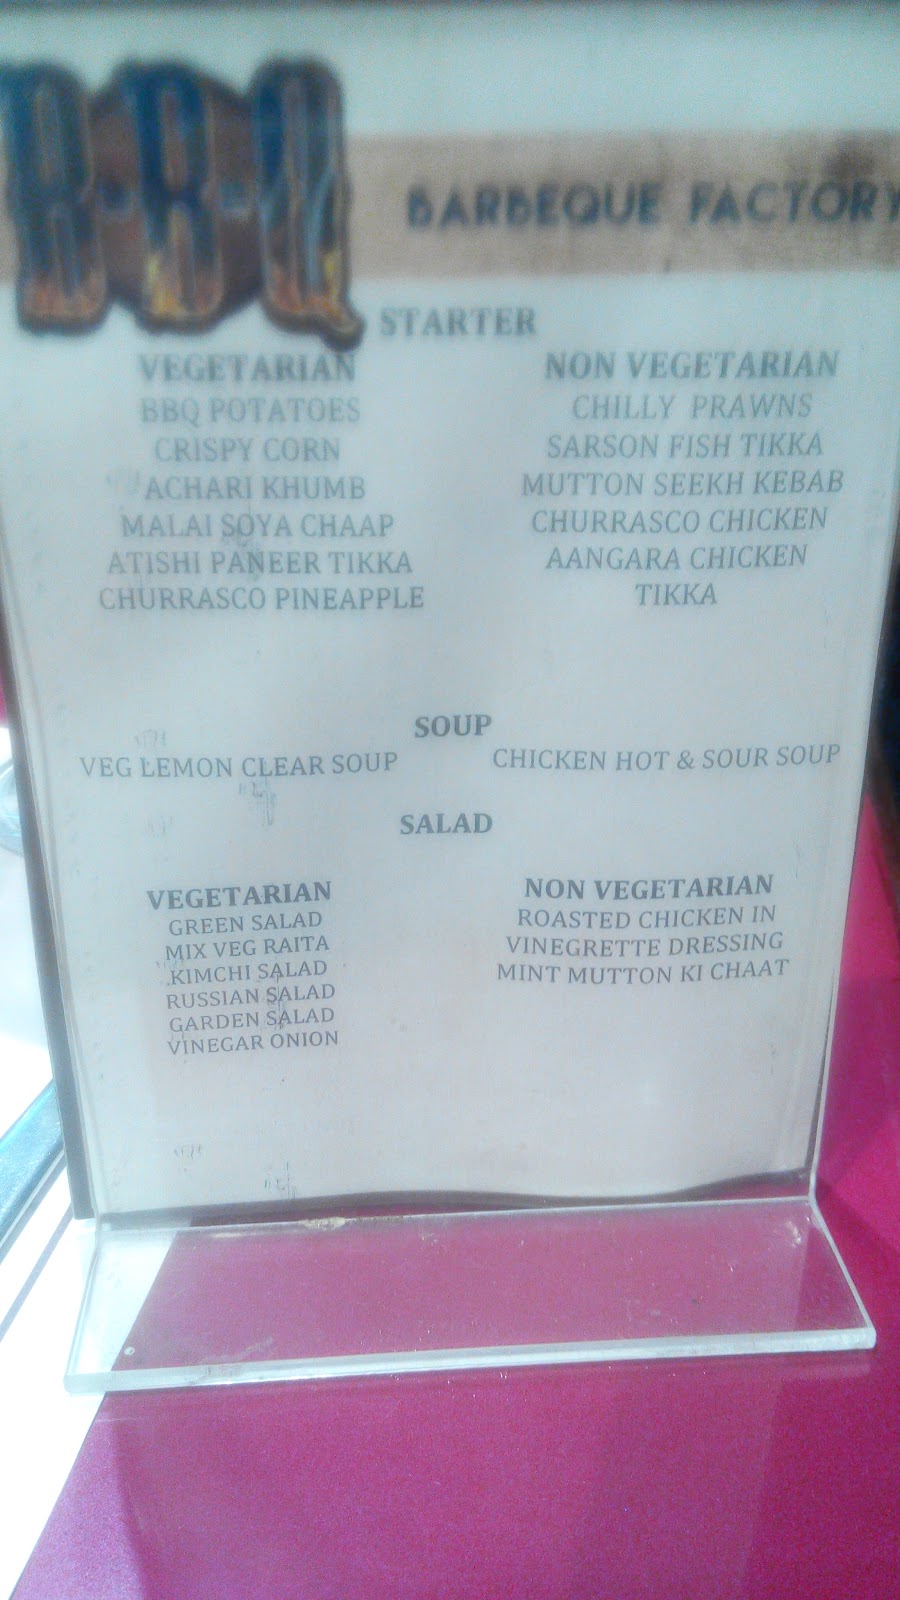 B·B·Q
BARBEQUE FACTORY
STARTER
VEGETARIAN
BBQ POTATOES
CRISPY CORN
ACHARI KHUMB
MALAI SOYA CHAAP
ATISHI PANEER TIKKA
CHURRASCO PINEAPPLE
NON VEGETARIAN
CHILLY PRAWNS
SARSON FISH TIKKA
MUTTON SEEKH KEBAB
CHURRASCO CHICKEN
AANGARA CHICKEN
TIKKA
SOUP
VEG LEMON CLEAR SOUP
CHICKEN HOT & SOUR SOUP
SALAD
VEGETARIAN
GREEN SALAD
MIX VEG RAITA
KIMCHI SALAD
RUSSIAN SALAD
GARDEN SALAD
VINEGAR ONION
NON VEGETARIAN
ROASTED CHICKEN IN
VINEGRETTE DRESSING
MINT MUTTON KI CHAAT